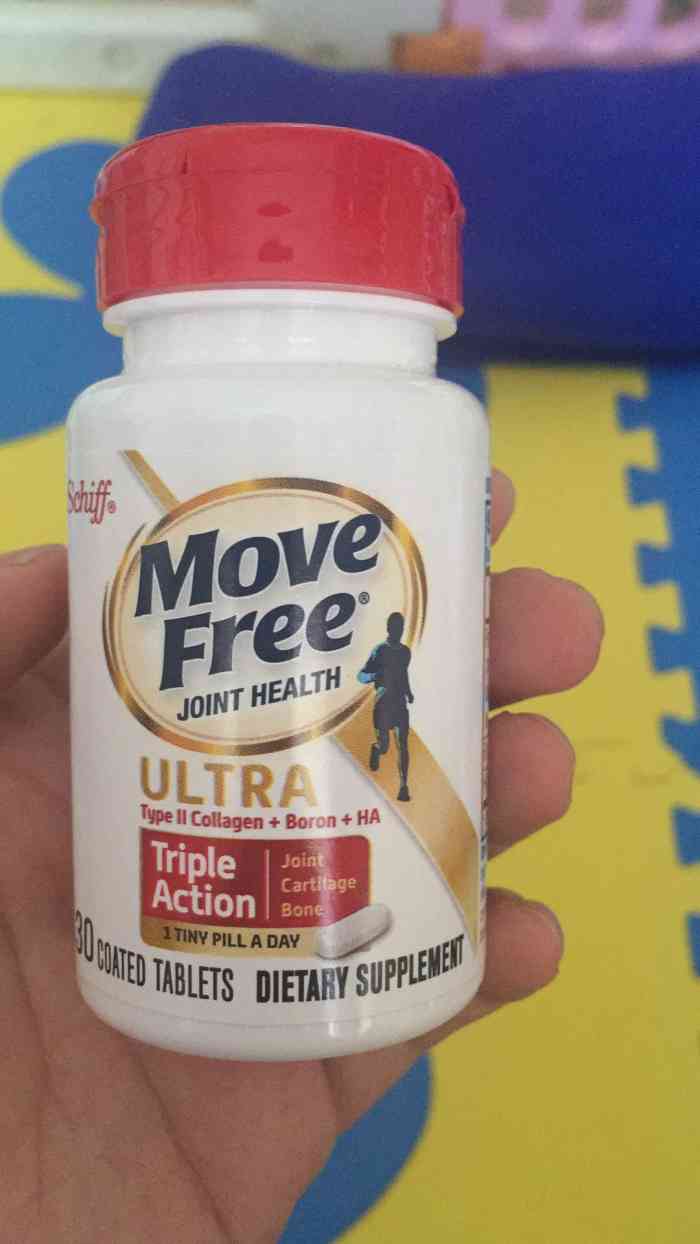 Schiff®
Move
Free®
JOINT HEALTH
ULTRA
Type II Collagen + Boron + HA
Triple
Action
Joint
Cartilage
Bone
1 TINY PILL A DAY
30 COATED TABLETS DIETARY SUPPLEMENT